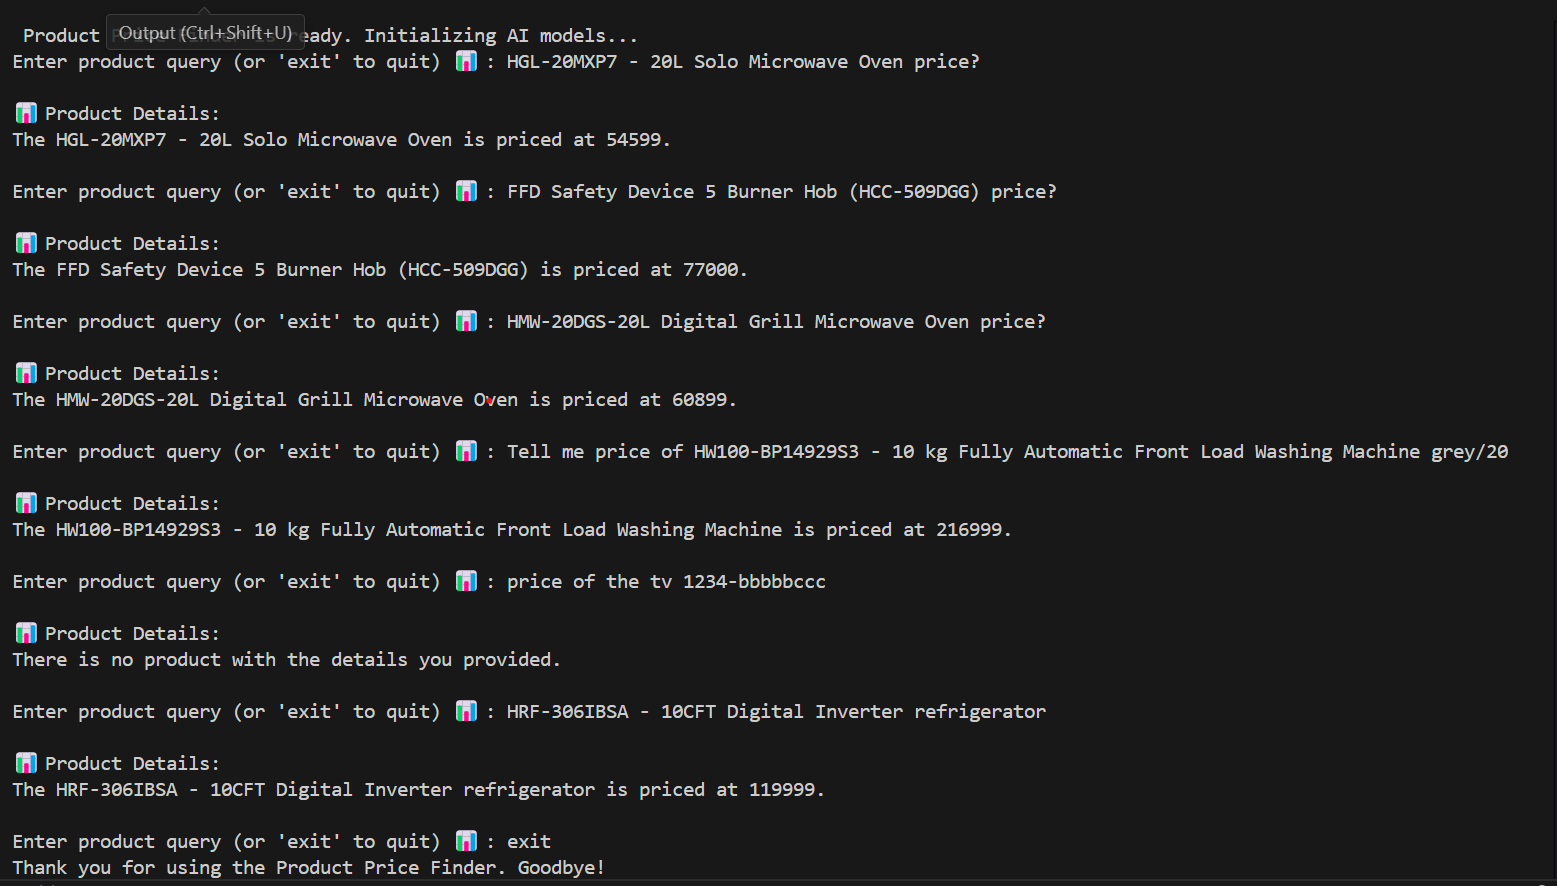 Product Output (Ctrl+Shift+U) eady. Initializing AI models...
Enter product query (or 'exit' to quit) 📊 : HGL-20MXP7 - 20L Solo Microwave Oven price?
📊 Product Details:
The HGL-20MXP7 - 20L Solo Microwave Oven is priced at 54599.
Enter product query (or 'exit' to quit) 📊 : FFD Safety Device 5 Burner Hob (HCC-509DGG) price?
📊 Product Details:
The FFD Safety Device 5 Burner Hob (HCC-509DGG) is priced at 77000.
Enter product query (or 'exit' to quit) 📊 : HMW-20DGS-20L Digital Grill Microwave Oven price?
📊 Product Details:
The HMW-20DGS-20L Digital Grill Microwave Oven is priced at 60899.
Enter product query (or 'exit' to quit) 📊 : Tell me price of HW100-BP14929S3 - 10 kg Fully Automatic Front Load Washing Machine grey/20
📊 Product Details:
The HW100-BP14929S3 - 10 kg Fully Automatic Front Load Washing Machine is priced at 216999.
Enter product query (or 'exit' to quit) 📊 : price of the tv 1234-bbbbbccc
📊 Product Details:
There is no product with the details you provided.
Enter product query (or 'exit' to quit) 📊 : HRF-306IBSA - 10CFT Digital Inverter refrigerator
📊 Product Details:
The HRF-306IBSA - 10CFT Digital Inverter refrigerator is priced at 119999.
Enter product query (or 'exit' to quit) 📊 : exit
Thank you for using the Product Price Finder. Goodbye!